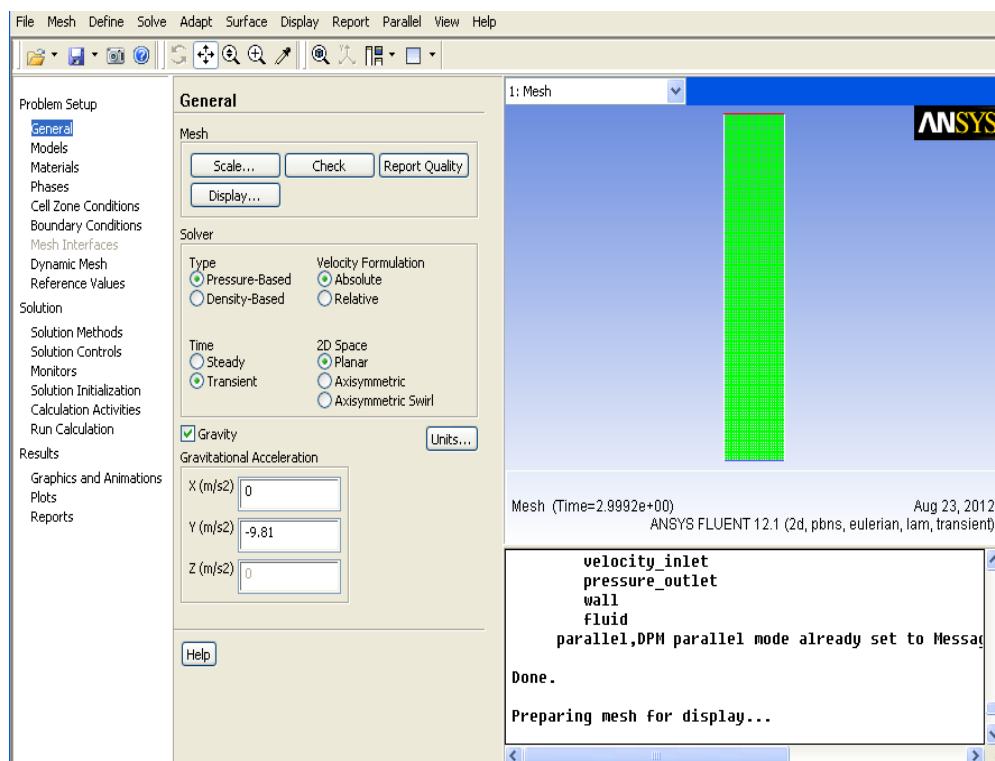 File Mesh Define Solve Adapt Surface Display Report Parallel View Help
Problem Setup
General
Models
Materials
Phases
Cell Zone Conditions
Boundary Conditions
Mesh Interfaces
Dynamic Mesh
Reference Values
Solution
Solution Methods
Solution Controls
Monitors
Solution Initialization
Calculation Activities
Run Calculation
Results
Graphics and Animations
Plots
Reports
General
Mesh
Scale... Check Report Quality
Display...
Solver
Type Velocity Formulation
Pressure-Based Absolute
Density-Based Relative
Time 2D Space
Steady Planar
Transient Axisymmetric
Axisymmetric Swirl
Gravity Units...
Gravitational Acceleration
X (m/s2) 0
Y (m/s2) -9.81
Z (m/s2) 0
Help
1: Mesh
ANSYS
Mesh (Time=2.9992e+00) Aug 23, 2012
ANSYS FLUENT 12.1 (2d, pbns, eulerian, lam, transient)
velocity_inlet
pressure_outlet
wall
fluid
parallel,DPM parallel mode already set to Messag
Done.
Preparing mesh for display...